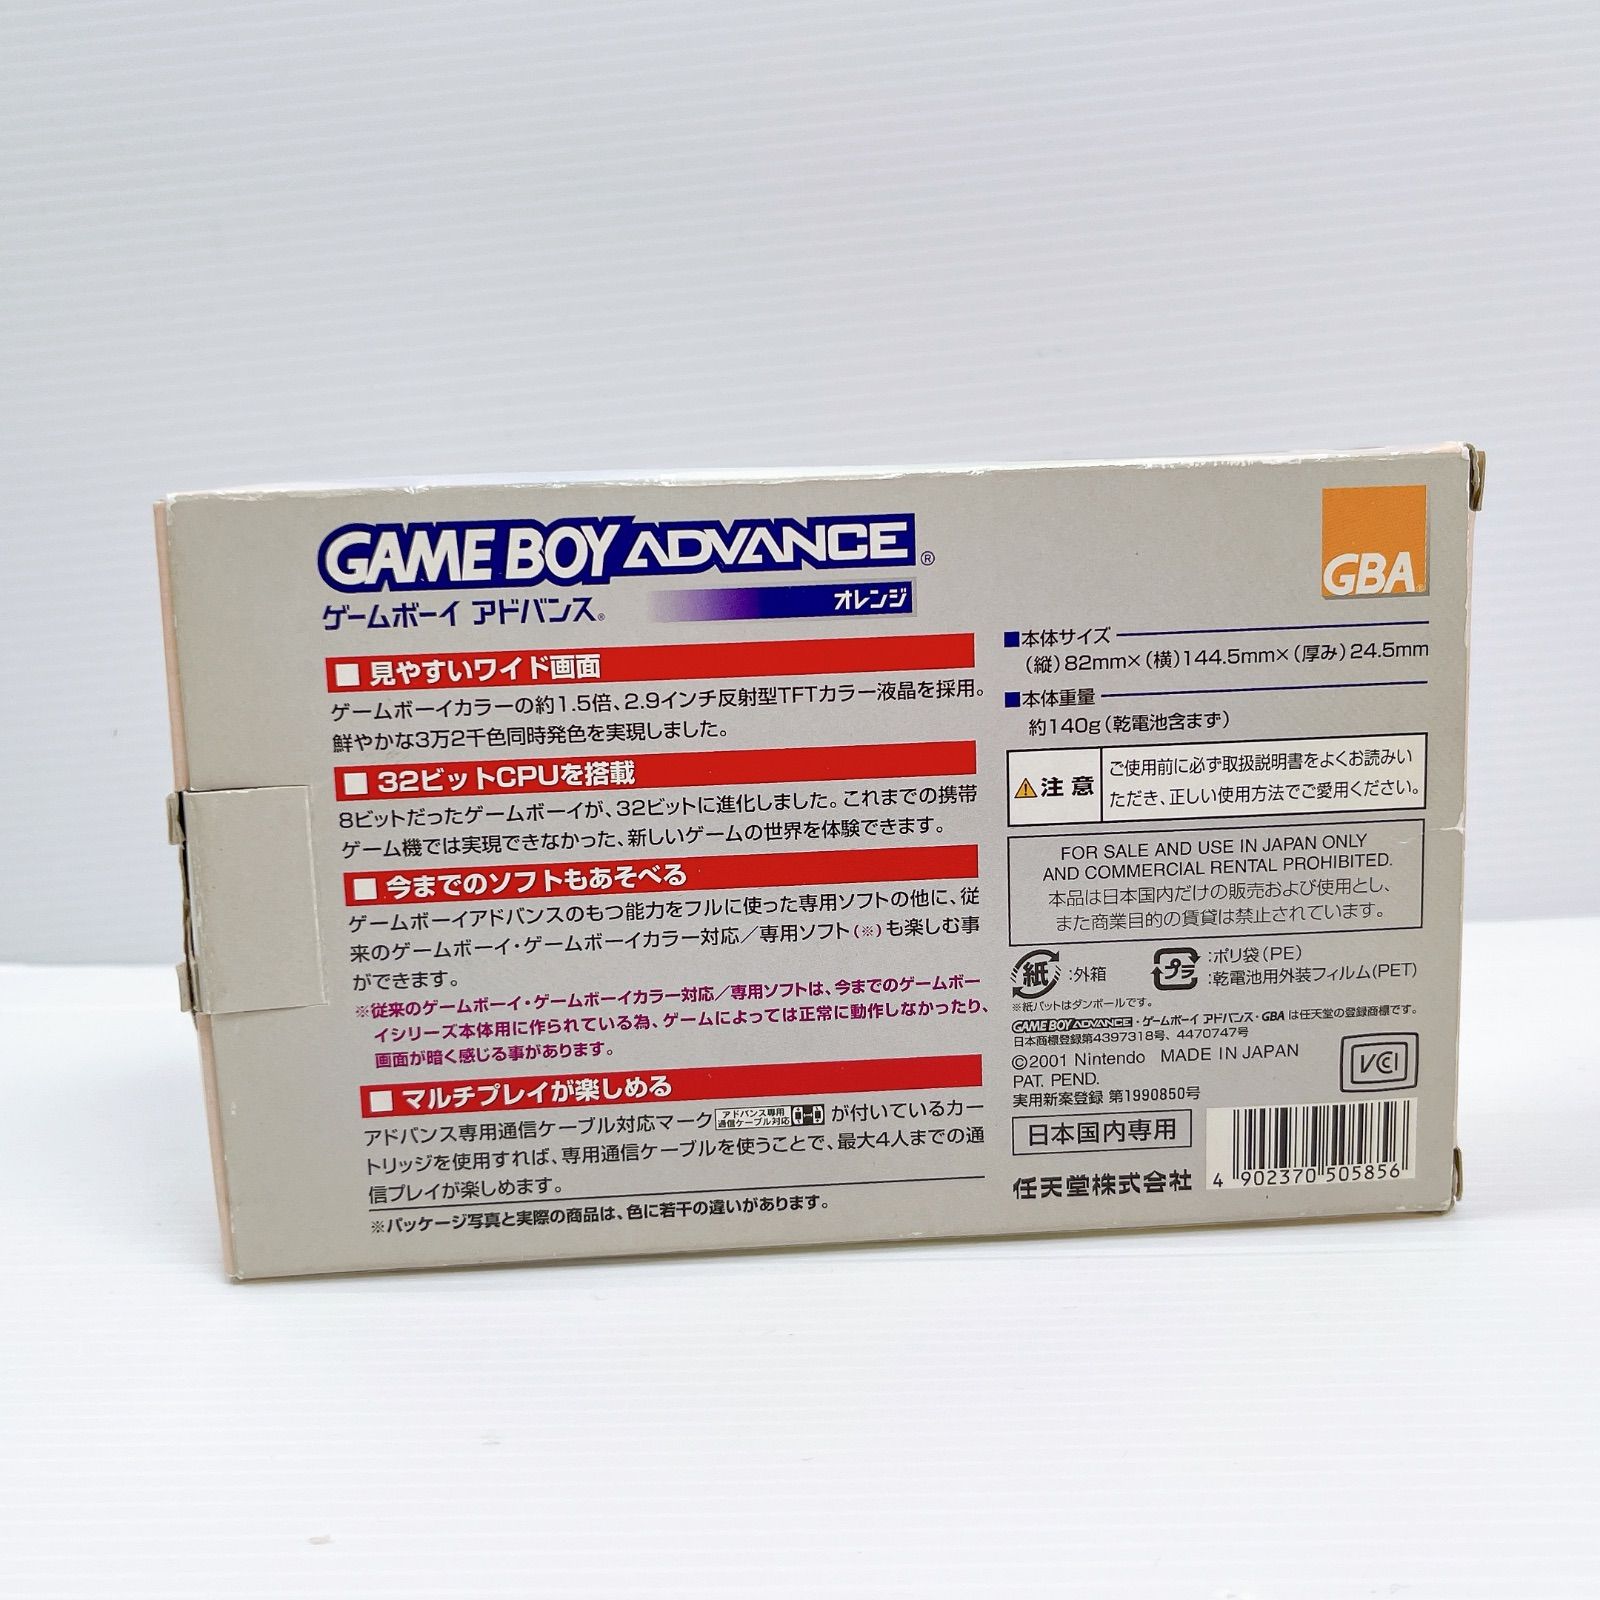 GAME BOY ADVANCE®
ゲームボーイ アドバンス®
オレンジ
■ 見やすいワイド画面
ゲームボーイカラーの約1.5倍、2.9インチ反射型TFTカラー液晶を採用。
鮮やかな3万2千色同時発色を実現しました。
■ 32ビットCPUを搭載
8ビットだったゲームボーイが、32ビットに進化しました。これまでの携帯
ゲーム機では実現できなかった、新しいゲームの世界を体験できます。
■ 今までのソフトもあそべる
ゲームボーイアドバンスのもつ能力をフルに使った専用ソフトの他に、従
来のゲームボーイ・ゲームボーイカラー対応／専用ソフト(※)も楽しむ事
ができます。
※従来のゲームボーイ・ゲームボーイカラー対応／専用ソフトは、今までのゲームボー
イシリーズ本体用に作られている為、ゲームによっては正常に動作しなかったり、
画面が暗く感じる事があります。
■ マルチプレイが楽しめる
アドバンス専用通信ケーブル対応マーク アドバンス専用 通信ケーブル対応 が付いているカー
トリッジを使用すれば、専用通信ケーブルを使うことで、最大4人までの通
信プレイが楽しめます。
※パッケージ写真と実際の商品は、色に若干の違いがあります。
GBA
■本体サイズ
(縦)82mm×(横)144.5mm×(厚み)24.5mm
■本体重量
約140g(乾電池含まず)
注意
ご使用前に必ず取扱説明書をよくお読みい
ただき、正しい使用方法でご愛用ください。
FOR SALE AND USE IN JAPAN ONLY
AND COMMERCIAL RENTAL PROHIBITED.
本品は日本国内だけの販売および使用とし、
また商業目的の賃貸は禁止されています。
紙 :外箱
プラ :ポリ袋(PE)
:乾電池用外装フィルム(PET)
※紙パットはダンボールです。
GAME BOY ADVANCE・ゲームボーイ アドバンス・GBA は任天堂の登録商標です。
日本商標登録第4397318号、4470747号
©2001 Nintendo MADE IN JAPAN
PAT. PEND.
実用新案登録 第1990850号
VCI
日本国内専用
任天堂株式会社
4 902370 505856